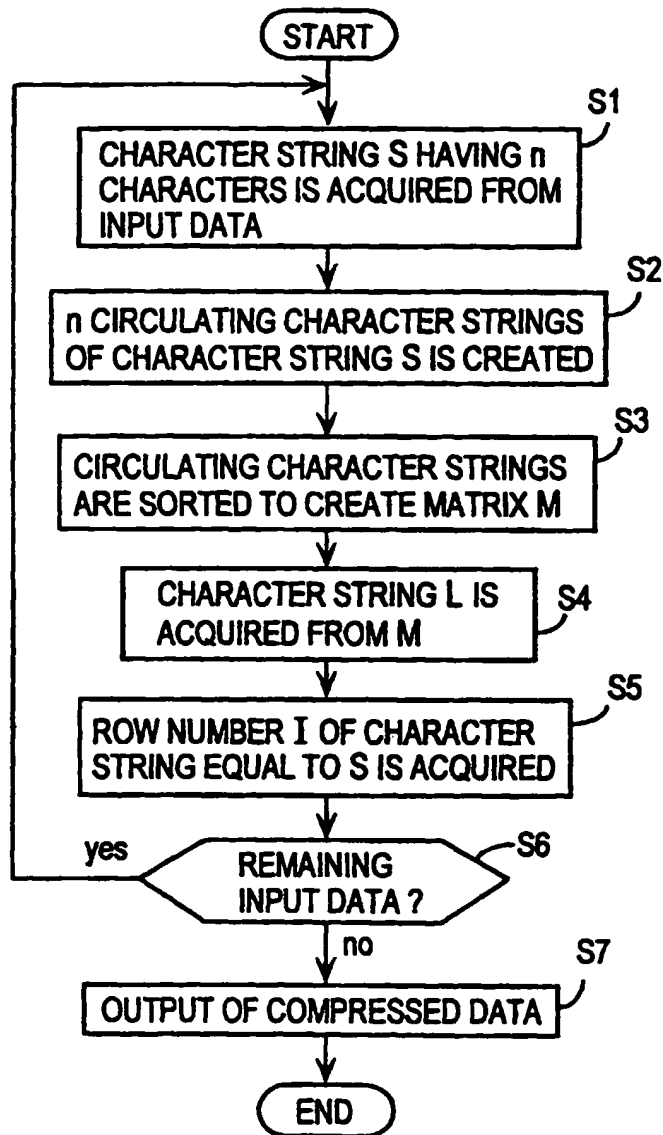 START
S1
CHARACTER STRING S HAVING n
CHARACTERS IS ACQUIRED FROM
INPUT DATA
S2
n CIRCULATING CHARACTER STRINGS
OF CHARACTER STRING S IS CREATED
S3
CIRCULATING CHARACTER STRINGS
ARE SORTED TO CREATE MATRIX M
CHARACTER STRING L IS
ACQUIRED FROM M
S4
S5
ROW NUMBER I OF CHARACTER
STRING EQUAL TO S IS ACQUIRED
yes
S6
REMAINING
INPUT DATA ?
no
S7
OUTPUT OF COMPRESSED DATA
END